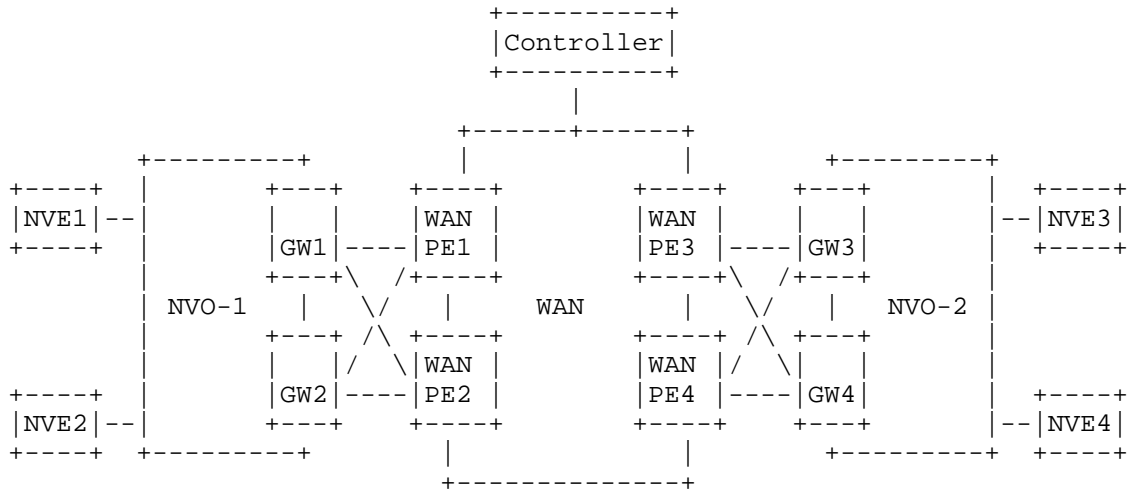 Controller
NVE1 WAN WAN NVE3
GW1 PE1 PE3 GW3
NVO-1 WAN NVO-2
WAN WAN
GW2 PE2 PE4 GW4
NVE2 NVE4